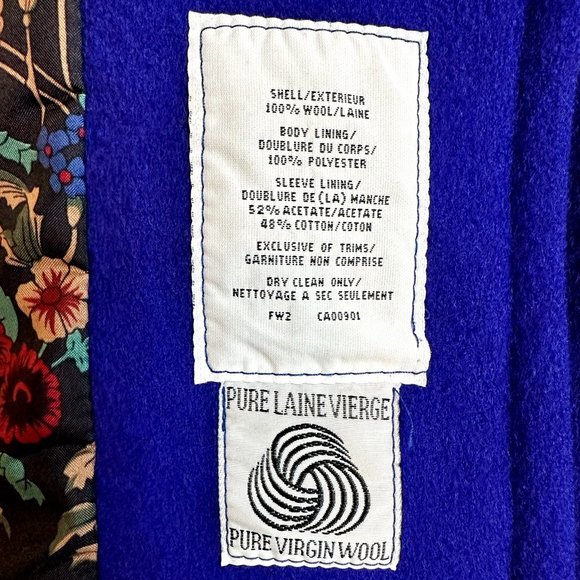 SHELL/EXTERIEUR
100% WOOL/LAINE
BODY LINING/
DOUBLURE DU CORPS/
100% POLYESTER
SLEEVE LINING/
DOUBLURE DE(LA) MANCHE
52% ACETATE/ACETATE
48% COTTON/COTON
EXCLUSIVE OF TRIMS/
GARNITURE NON COMPRISE
DRY CLEAN ONLY/
NETTOYAGE A SEC SEULEMENT
FW2 CA00901
PURE LAINE VIERGE
PURE VIRGIN WOOL